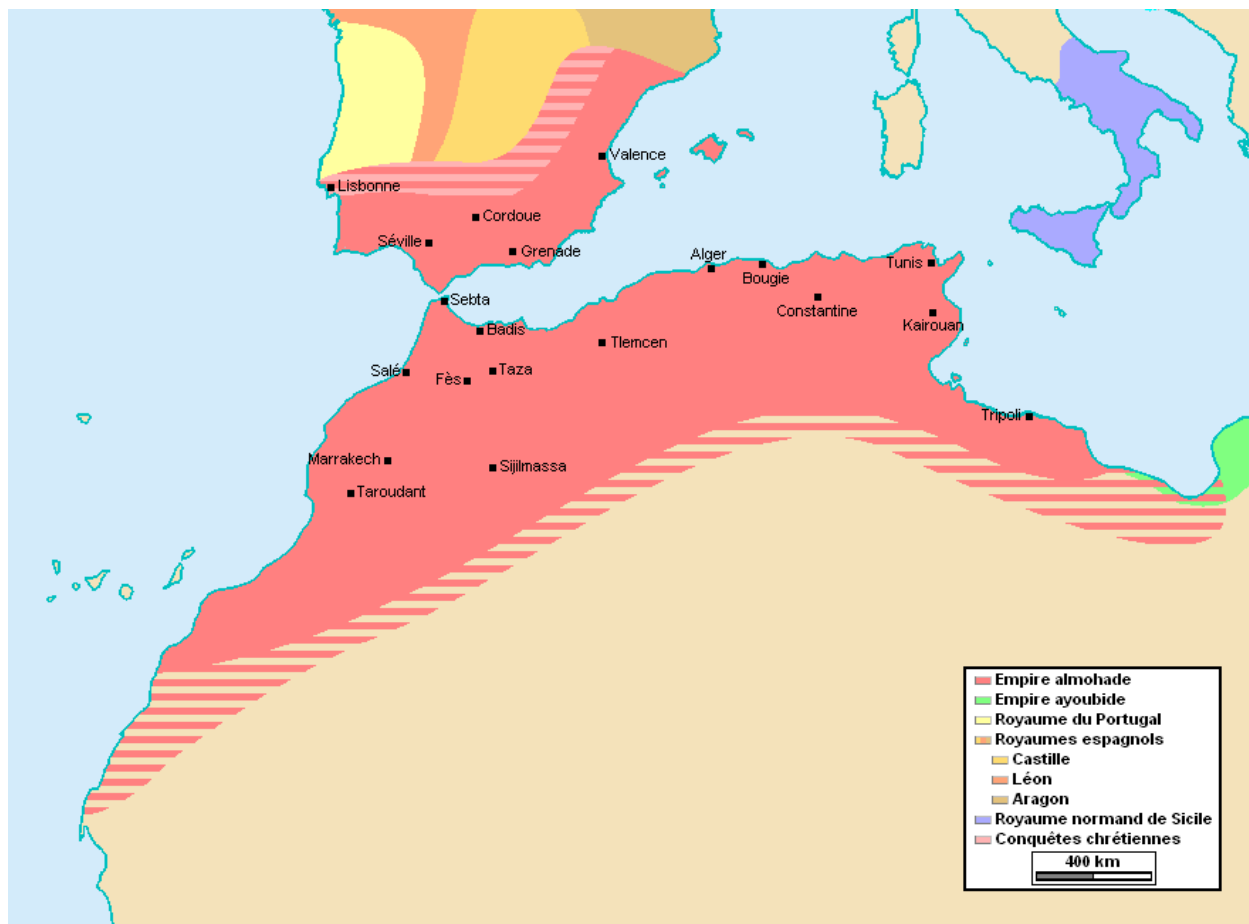 Valence
Lisbonne
Cordoue
Séville
Grenade
Alger
Bougie
Tunis
Sebta
Constantine
Kairouan
Badis
Tlemcen
Salé
Fès
Taza
Tripoli
Marrakech
Sijilmassa
Taroudant
Empire almohade
Empire ayoubide
Royaume du Portugal
Royaumes espagnols
Castille
Léon
Aragon
Royaume normand de Sicile
Conquêtes chrétiennes
400 km